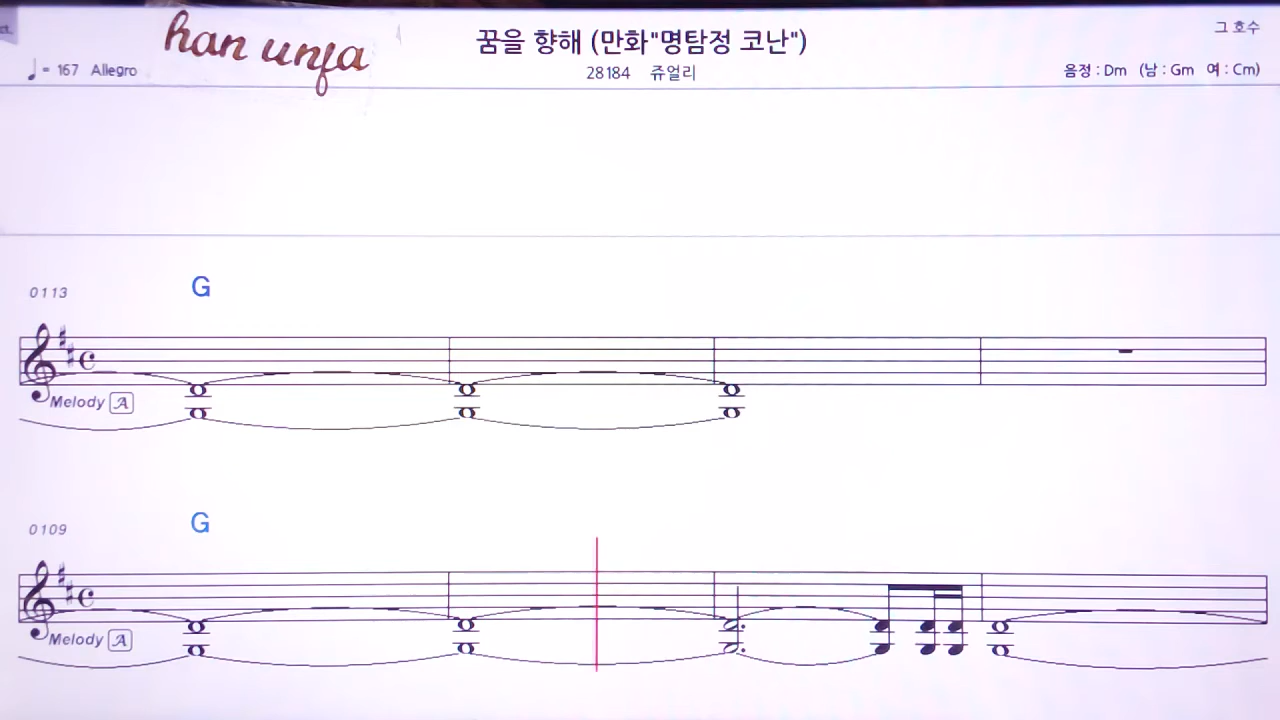 han unja
꿈을 향해 (만화"명탐정 코난")
그 호수
♩= 167 Allegro
28184 쥬얼리
음정 : Dm (남 : Gm 여 : Cm)
G
0113
Melody A
G
0109
Melody A